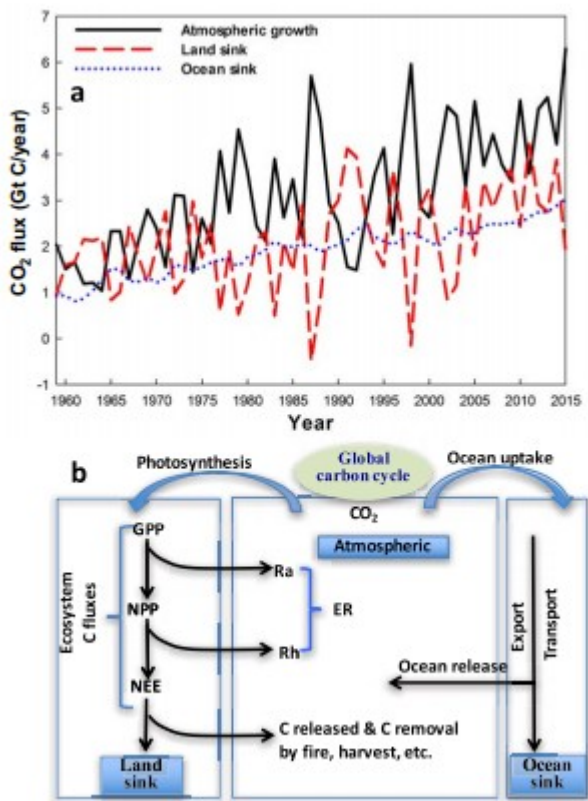 7
6
5
4
3
2
1
0
-1
CO₂ flux (Gt C/year)
Atmospheric growth
Land sink
Ocean sink
a
1960 1965 1970 1975 1980 1985 1990 1995 2000 2005 2010 2015
Year
b
Photosynthesis
Global
carbon cycle
Ocean uptake
CO₂
Atmospheric
Ecosystem
C fluxes
GPP
NPP
NEE
Ra
Rh
ER
Ocean release
Export
Transport
C released & C removal
by fire, harvest, etc.
Land
sink
Ocean
sink